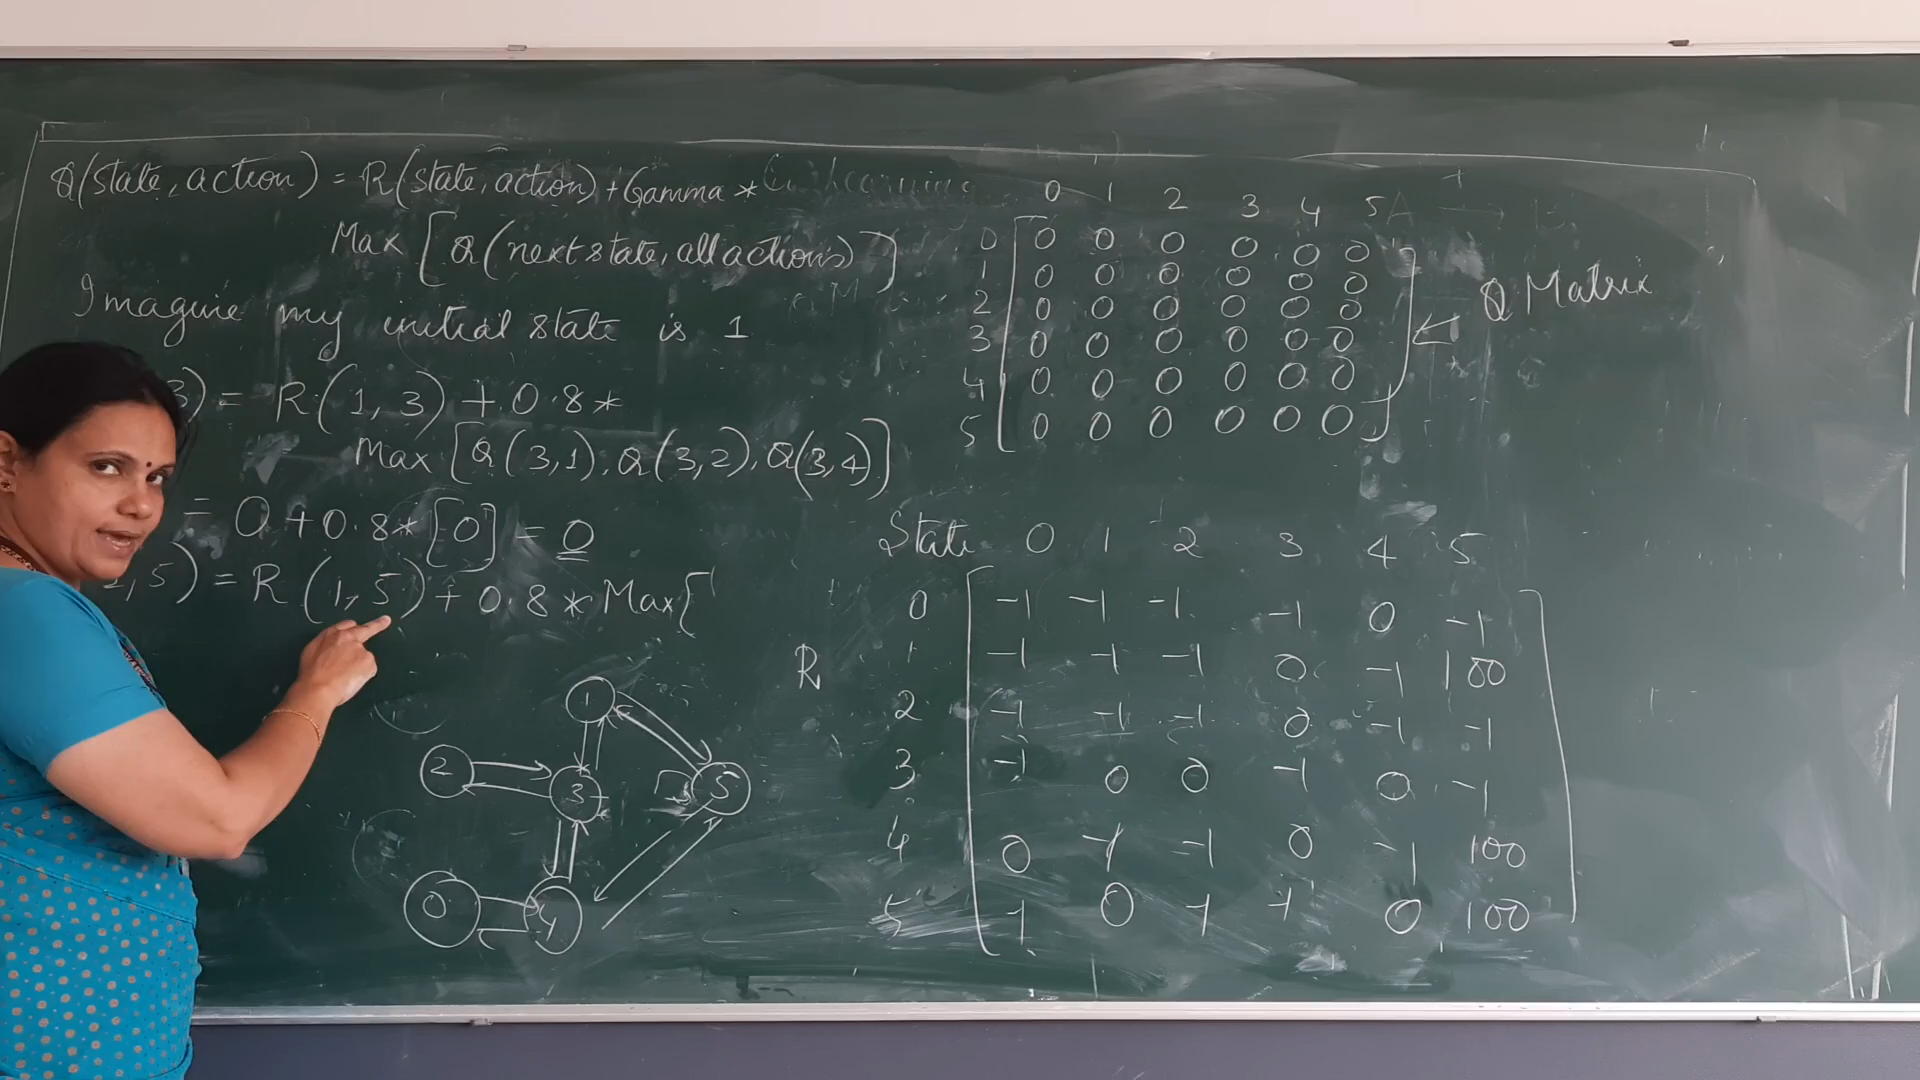 Q(state, action) = R(state, action) + Gamma *
Max [Q(next state, all actions)]
Imagine my initial state is 1
3) = R(1, 3) + 0.8 *
Max [Q(3,1), Q(3,2), Q(3,4)]
= 0 + 0.8 * [0] = 0
, 5) = R(1, 5) + 0.8 * Max [
1
2
3
5
0
4
0 1 2 3 4 5
0 0 0 0 0 0 0
1 0 0 0 0 0 0
2 0 0 0 0 0 0
3 0 0 0 0 0 0
4 0 0 0 0 0 0
5 0 0 0 0 0 0
Q Matrix
State 0 1 2 3 4 5
0 -1 -1 -1 -1 0 -1
1 -1 -1 -1 0 -1 100
R
2 -1 -1 -1 0 -1 -1
3 -1 0 0 -1 0 -1
4 0 -1 -1 0 -1 100
5 -1 0 -1 -1 0 100